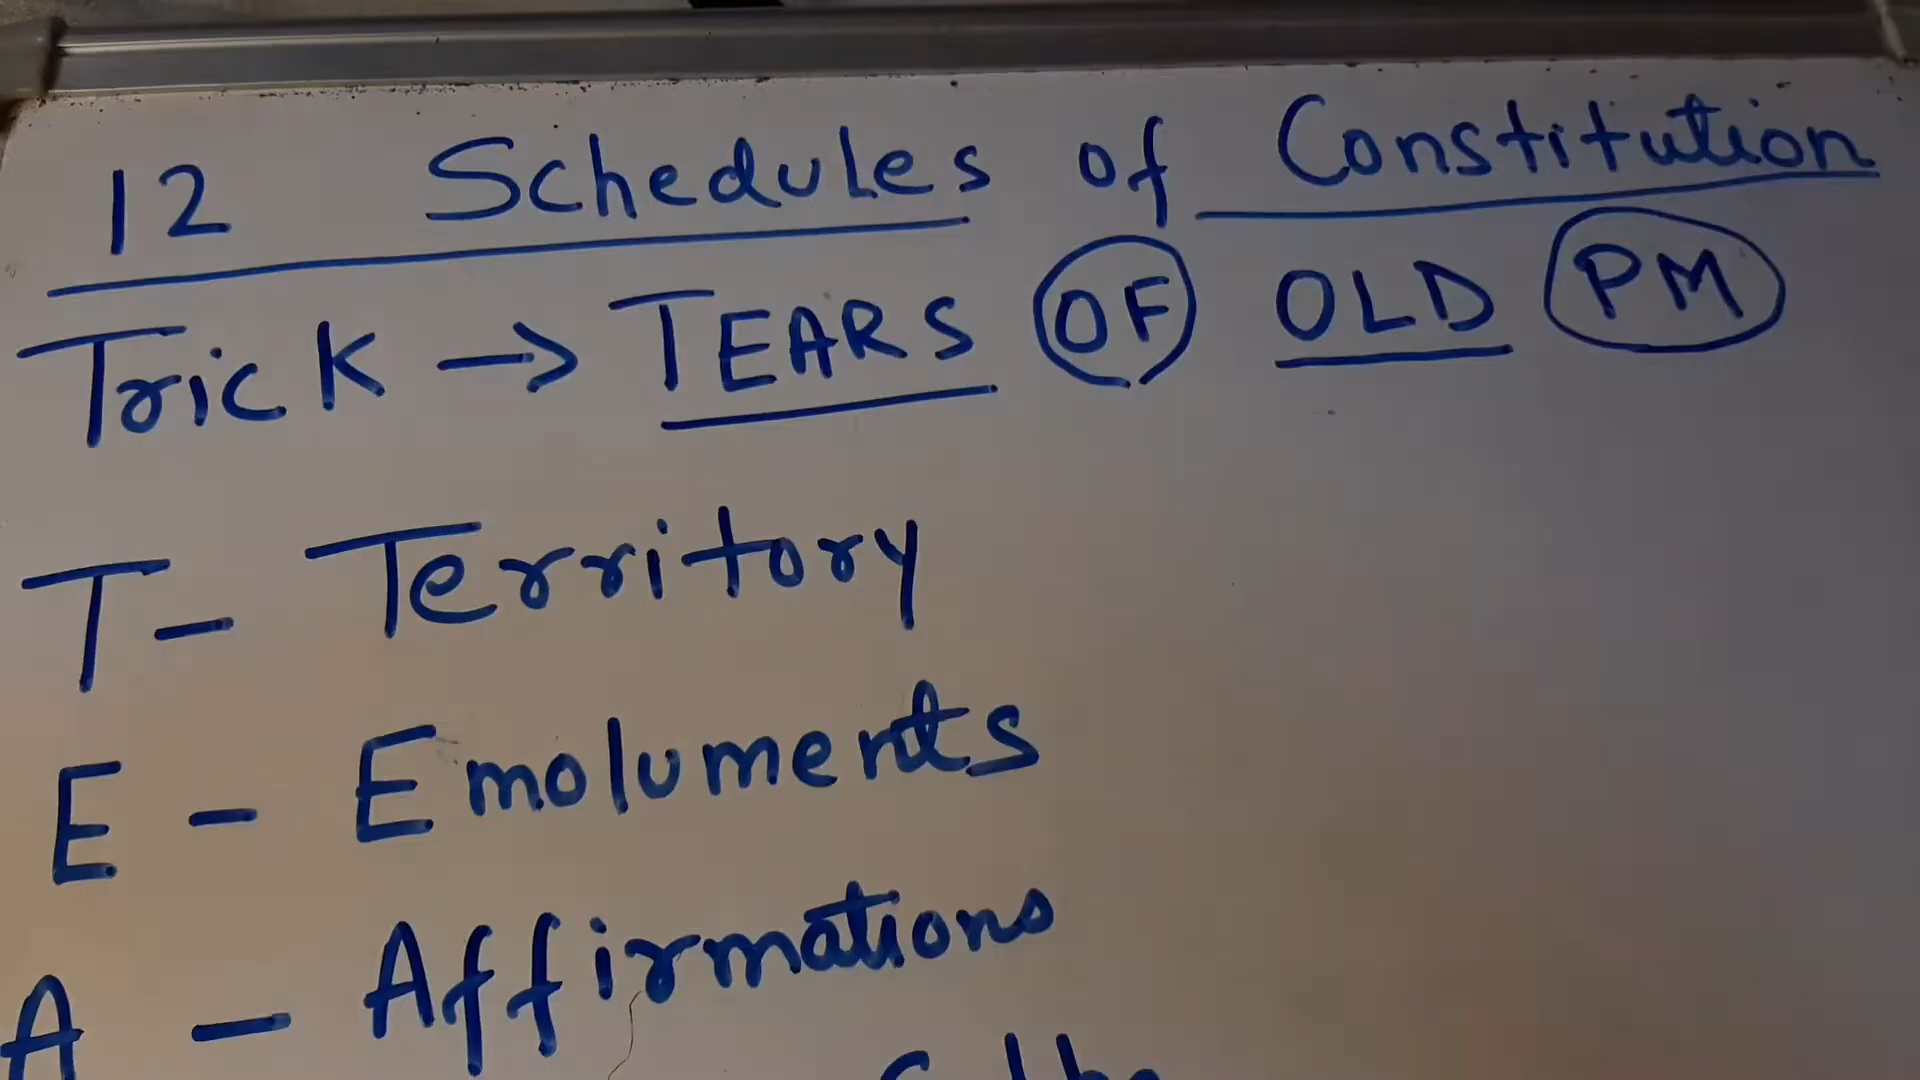 12 Schedules of Constitution
Trick → TEARS OF OLD PM
T- Territory
E - Emoluments
A - Affirmations